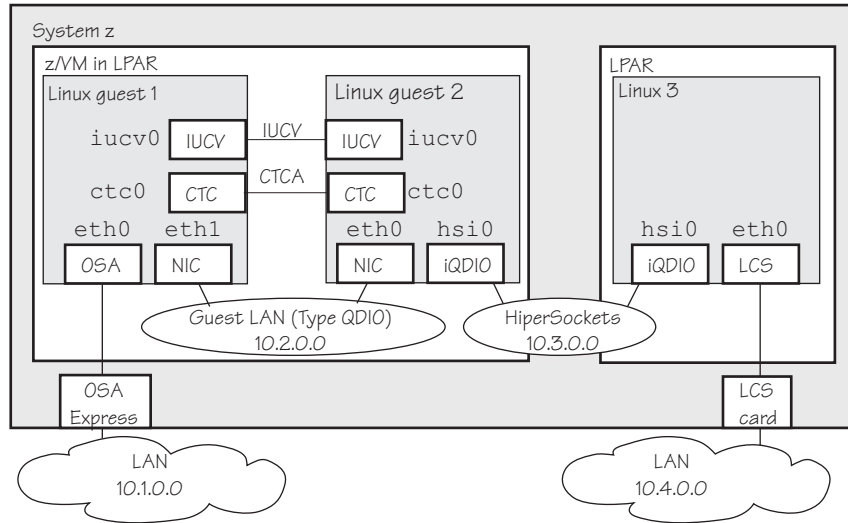 System z
z/VM in LPAR
LPAR
Linux guest 1
Linux guest 2
Linux 3
iucv0
IUCV
IUCV
IUCV
iucv0
ctc0
CTC
CTCA
CTC
ctc0
eth0
eth1
eth0
hsi0
hsi0
eth0
OSA
NIC
NIC
iQDIO
iQDIO
LCS
Guest LAN (Type QDIO)
10.2.0.0
HiperSockets
10.3.0.0
OSA
Express
LCS
card
LAN
10.1.0.0
LAN
10.4.0.0